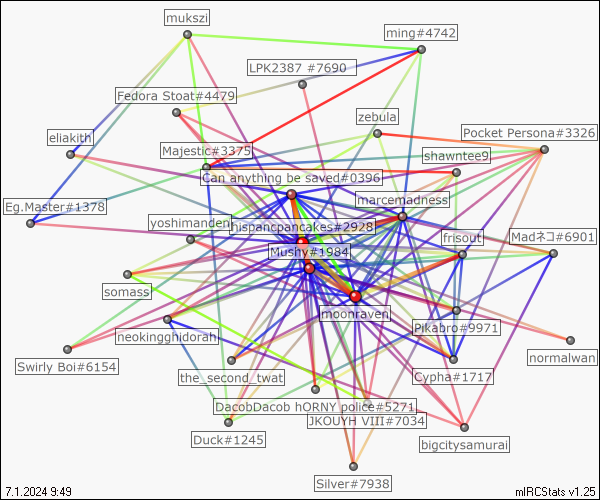 mukszi
ming#4742
LPK2387 #7690
Fedora Stoat#4479
zebula
Pocket Persona#3326
eliakith
Majestic#3375
shawntee9
Can anything be saved#0396
marcemadness
Eg.Master#1378
yoshimanden
hispancpancakes#2928
frisout
Madネコ#6901
Mushy#1984
somass
moonraven
neokingghidorah
Pikabro#9971
normalwan
Swirly Boi#6154
the_second_twat
Cypha#1717
DacobDacob hORNY police#5271
JKOUYH VIII#7034
Duck#1245
bigcitysamurai
Silver#7938
7.1.2024 9:49
mIRCStats v1.25